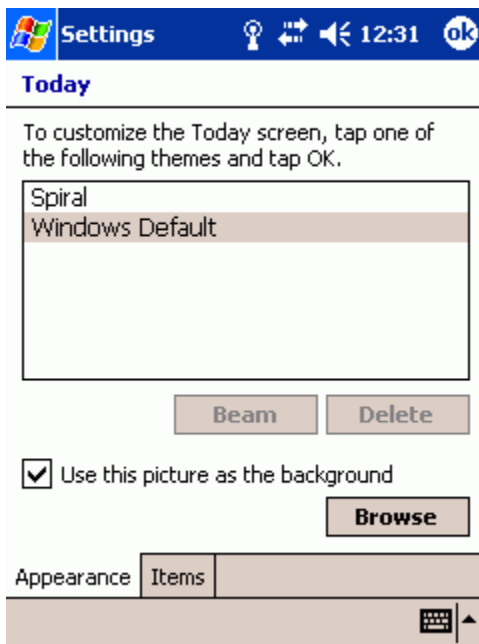 Settings 12:31 ok
Today
To customize the Today screen, tap one of
the following themes and tap OK.
Spiral
Windows Default
Beam Delete
Use this picture as the background
Browse
Appearance Items